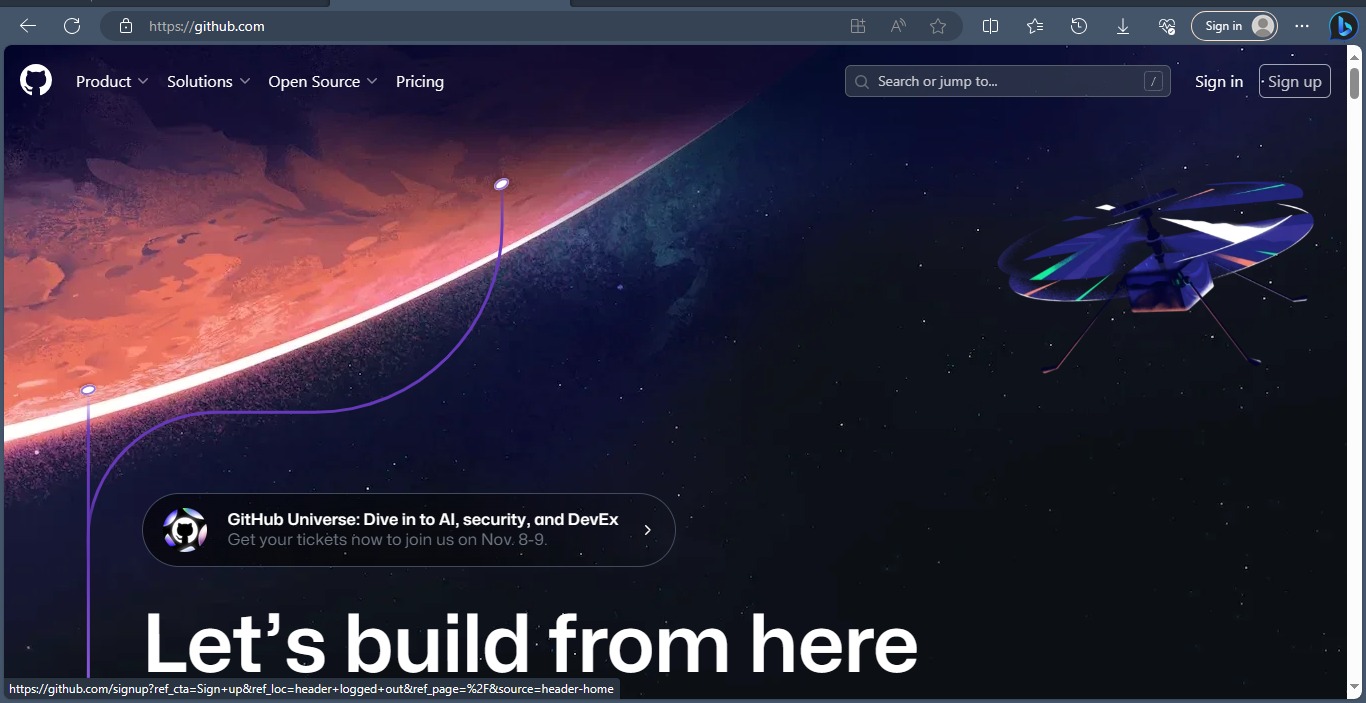 https://github.com
Sign in
Product
Solutions
Open Source
Pricing
Search or jump to...
/
Sign in
Sign up
GitHub Universe: Dive in to AI, security, and DevEx
Get your tickets now to join us on Nov. 8-9.
Let’s build from here
https://github.com/signup?ref_cta=Sign+up&ref_loc=header+logged+out&ref_page=%2F&source=header-home